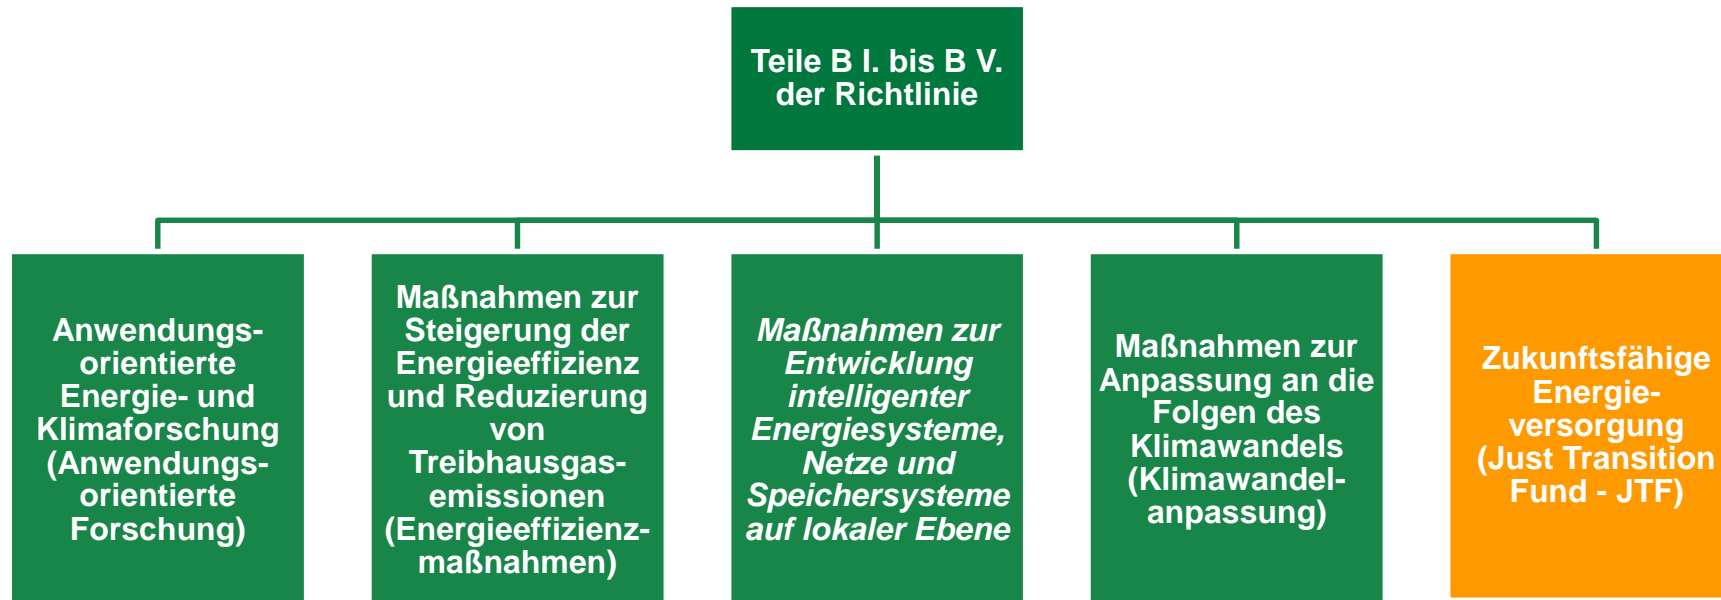 Teile B I. bis B V.
der Richtlinie
Anwendungs-
orientierte
Energie- und
Klimaforschung
(Anwendungs-
orientierte
Forschung)
Maßnahmen zur
Steigerung der
Energieeffizienz
und Reduzierung
von
Treibhausgas-
emissionen
(Energieeffizienz-
maßnahmen)
Maßnahmen zur
Entwicklung
intelligenter
Energiesysteme,
Netze und
Speichersysteme
auf lokaler Ebene
Maßnahmen zur
Anpassung an die
Folgen des
Klimawandels
(Klimawandel-
anpassung)
Zukunftsfähige
Energie-
versorgung
(Just Transition
Fund - JTF)